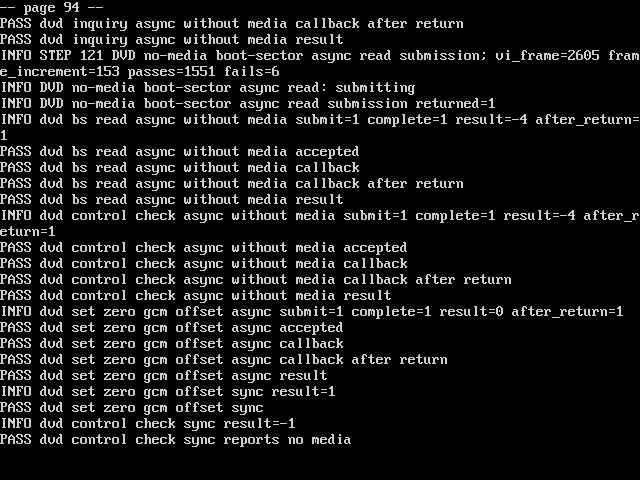 -- page 94 --
PASS dvd inquiry async without media callback after return
PASS dvd inquiry async without media result
INFO STEP 121 DVD no-media boot-sector async read submission; vi_frame=2605 fram
e_increment=153 passes=1551 fails=6
INFO DVD no-media boot-sector async read: submitting
INFO DVD no-media boot-sector async read submission returned=1
INFO dvd bs read async without media submit=1 complete=1 result=-4 after_return=
1
PASS dvd bs read async without media accepted
PASS dvd bs read async without media callback
PASS dvd bs read async without media callback after return
PASS dvd bs read async without media result
INFO dvd control check async without media submit=1 complete=1 result=-4 after_r
eturn=1
PASS dvd control check async without media accepted
PASS dvd control check async without media callback
PASS dvd control check async without media callback after return
PASS dvd control check async without media result
INFO dvd set zero gcm offset async submit=1 complete=1 result=0 after_return=1
PASS dvd set zero gcm offset async accepted
PASS dvd set zero gcm offset async callback
PASS dvd set zero gcm offset async callback after return
PASS dvd set zero gcm offset async result
INFO dvd set zero gcm offset sync result=1
PASS dvd set zero gcm offset sync
INFO dvd control check sync result=-1
PASS dvd control check sync reports no media